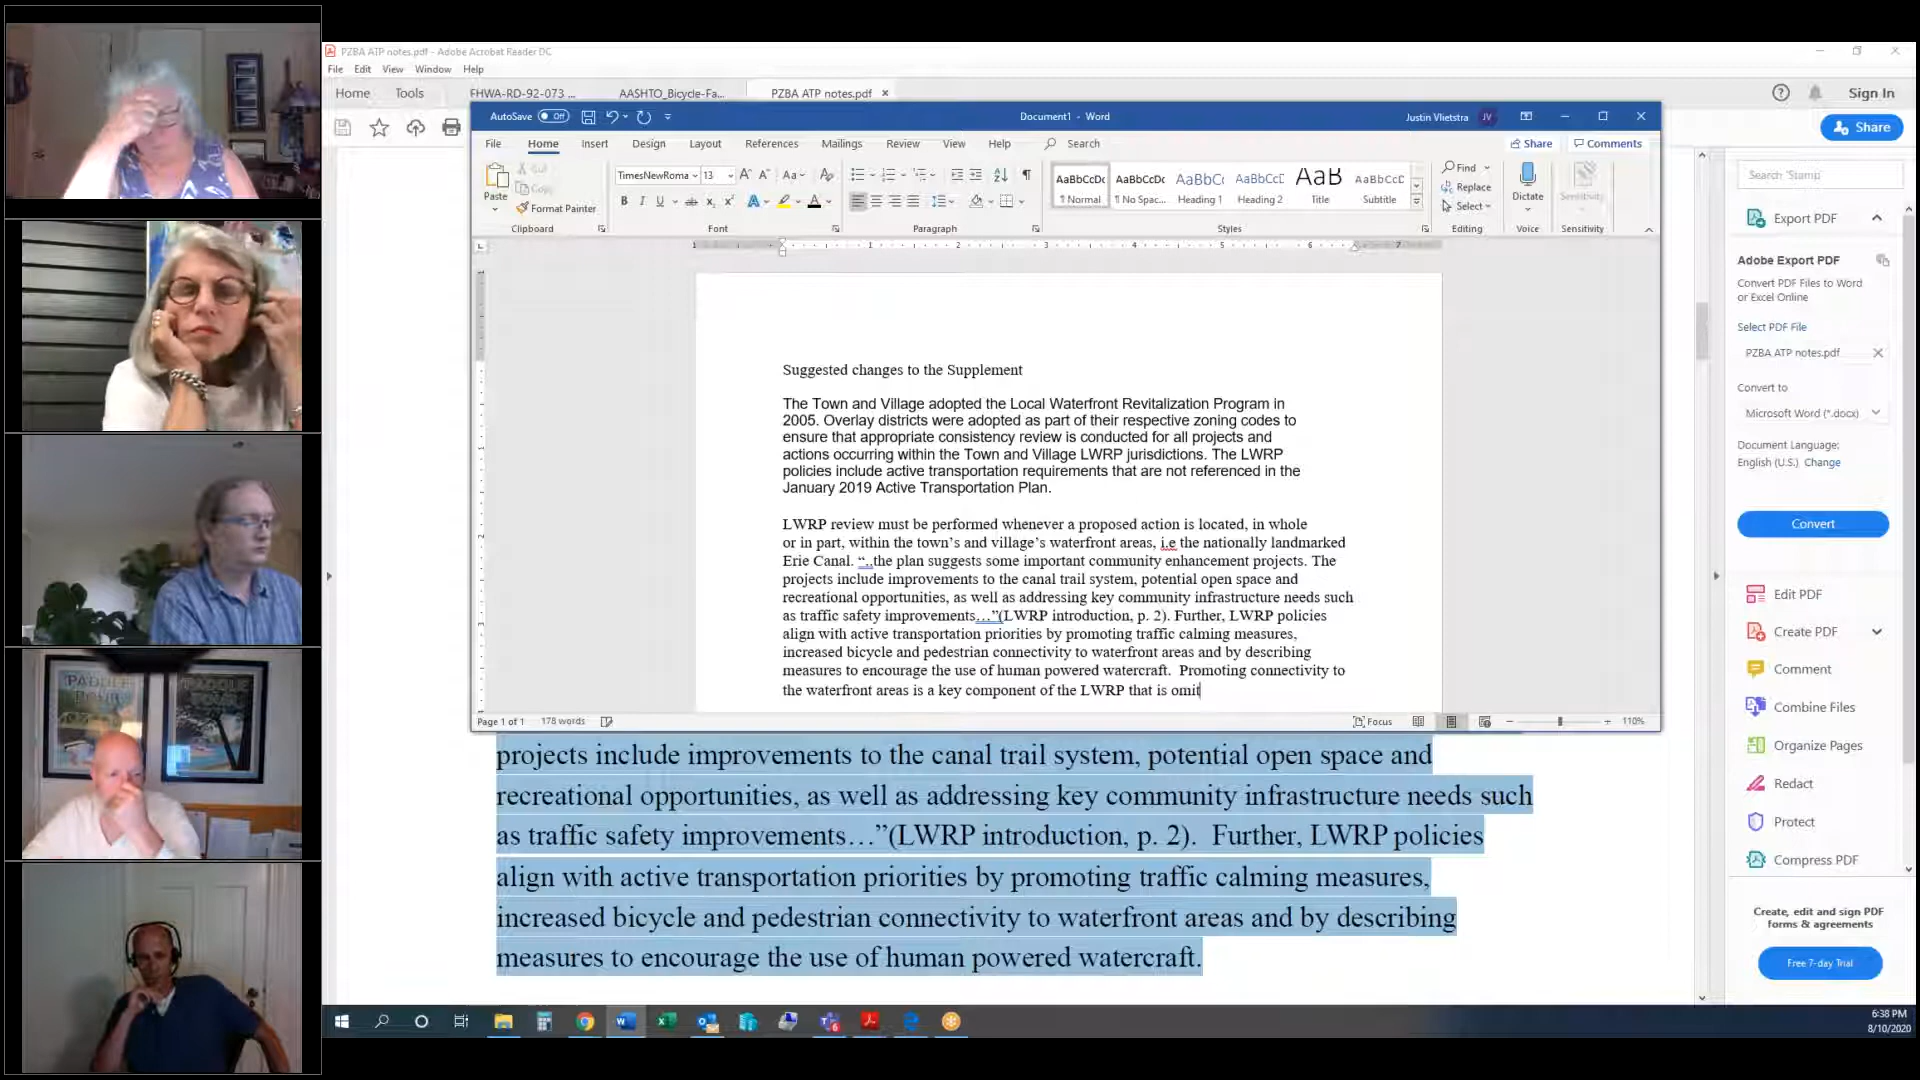 PZBA ATP notes.pdf - Adobe Acrobat Reader DC
File Edit View Window Help
Home Tools FHWA-RD-92-073 ... AASHTO_Bicycle-Fa... PZBA ATP notes.pdf × Sign In
Share
AutoSave Off Document1 - Word Justin Vlietstra JV
File Home Insert Design Layout References Mailings Review View Help Search Share Comments
Paste Cut Copy Format Painter
TimesNewRoma 13
AaBbCcDc AaBbCcDc AaBbCc AaBbCcD AaB AaBbCcD
¶ Normal ¶ No Spac... Heading 1 Heading 2 Title Subtitle
Find Replace Select
Dictate Sensitivity
Clipboard Font Paragraph Styles Editing Voice Sensitivity
1 1 2 3 4 5 6 7
Suggested changes to the Supplement
The Town and Village adopted the Local Waterfront Revitalization Program in
2005. Overlay districts were adopted as part of their respective zoning codes to
ensure that appropriate consistency review is conducted for all projects and
actions occurring within the Town and Village LWRP jurisdictions. The LWRP
policies include active transportation requirements that are not referenced in the
January 2019 Active Transportation Plan.
LWRP review must be performed whenever a proposed action is located, in whole
or in part, within the town’s and village’s waterfront areas, i.e the nationally landmarked
Erie Canal. “..the plan suggests some important community enhancement projects. The
projects include improvements to the canal trail system, potential open space and
recreational opportunities, as well as addressing key community infrastructure needs such
as traffic safety improvements…”(LWRP introduction, p. 2). Further, LWRP policies
align with active transportation priorities by promoting traffic calming measures,
increased bicycle and pedestrian connectivity to waterfront areas and by describing
measures to encourage the use of human powered watercraft.  Promoting connectivity to
the waterfront areas is a key component of the LWRP that is omit
Page 1 of 1 178 words Focus 110%
projects include improvements to the canal trail system, potential open space and
recreational opportunities, as well as addressing key community infrastructure needs such
as traffic safety improvements…”(LWRP introduction, p. 2).  Further, LWRP policies
align with active transportation priorities by promoting traffic calming measures,
increased bicycle and pedestrian connectivity to waterfront areas and by describing
measures to encourage the use of human powered watercraft.
Search 'Stamp'
Export PDF
Adobe Export PDF
Convert PDF Files to Word
or Excel Online
Select PDF File
PZBA ATP notes.pdf
Convert to
Microsoft Word (*.docx)
Document Language:
English (U.S.) Change
Convert
Edit PDF
Create PDF
Comment
Combine Files
Organize Pages
Redact
Protect
Compress PDF
Create, edit and sign PDF
forms & agreements
Free 7-day Trial
6:38 PM
8/10/2020